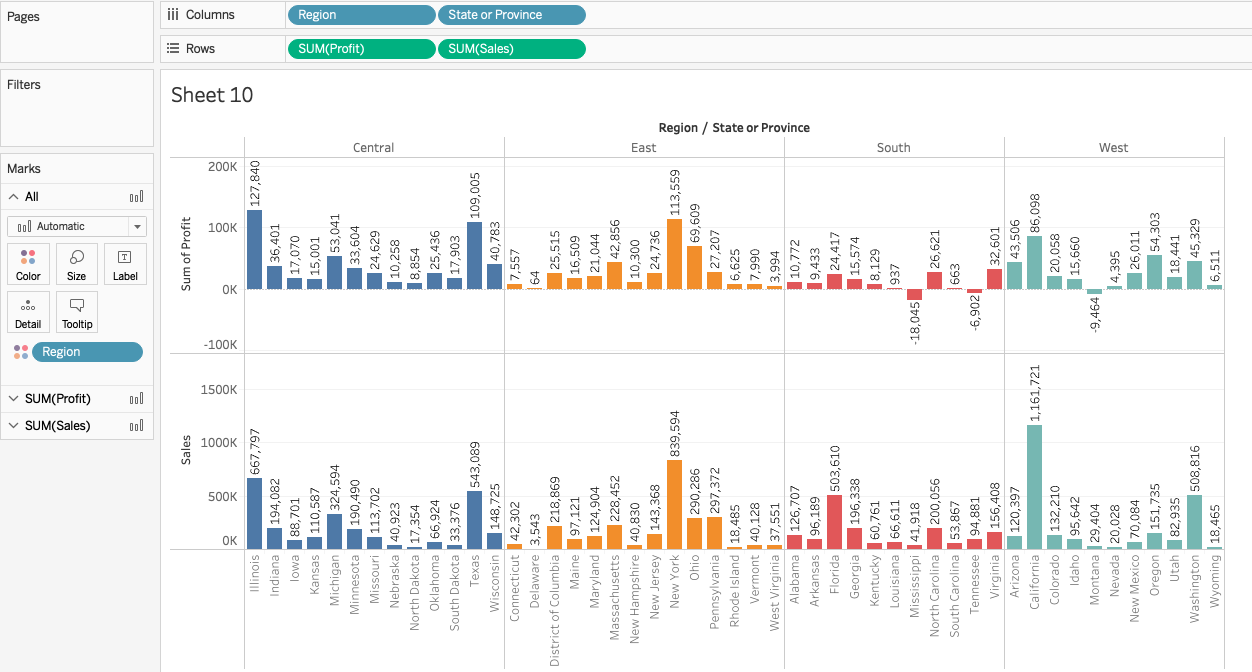 Pages
Columns Region State or Province
Rows SUM(Profit) SUM(Sales)
Filters
Marks
All
Automatic
Color Size Label
Detail Tooltip
Region
SUM(Profit)
SUM(Sales)
Sheet 10
Region / State or Province
Central East South West
Sum of Profit
200K
100K
0K
-100K
127,840 36,401 17,070 15,001 53,041 33,604 24,629 10,258 8,854 25,436 17,903 109,005 40,783 7,557 64 25,515 16,509 21,044 42,856 10,300 24,736 113,559 69,609 27,207 6,625 7,990 3,994 10,772 9,433 24,417 15,574 8,129 937 -18,045 26,621 663 -6,902 32,601 43,506 86,098 20,058 15,660 -9,464 4,395 26,011 54,303 18,441 45,329 6,511
Sales
1500K
1000K
500K
0K
667,797 194,082 88,701 110,587 324,594 190,490 113,702 40,923 17,354 66,924 33,376 543,089 148,725 42,302 3,543 218,869 97,121 124,904 228,452 40,830 143,368 839,594 290,286 297,372 18,485 40,128 37,551 126,707 96,189 503,610 196,338 60,761 66,611 41,918 200,056 53,867 94,881 156,408 120,397 1,161,721 132,210 95,642 29,404 20,028 70,084 151,735 82,935 508,816 18,465
Illinois
Indiana
Iowa
Kansas
Michigan
Minnesota
Missouri
Nebraska
North Dakota
Oklahoma
South Dakota
Texas
Wisconsin
Connecticut
Delaware
District of Columbia
Maine
Maryland
Massachusetts
New Hampshire
New Jersey
New York
Ohio
Pennsylvania
Rhode Island
Vermont
West Virginia
Alabama
Arkansas
Florida
Georgia
Kentucky
Louisiana
Mississippi
North Carolina
South Carolina
Tennessee
Virginia
Arizona
California
Colorado
Idaho
Montana
Nevada
New Mexico
Oregon
Utah
Washington
Wyoming